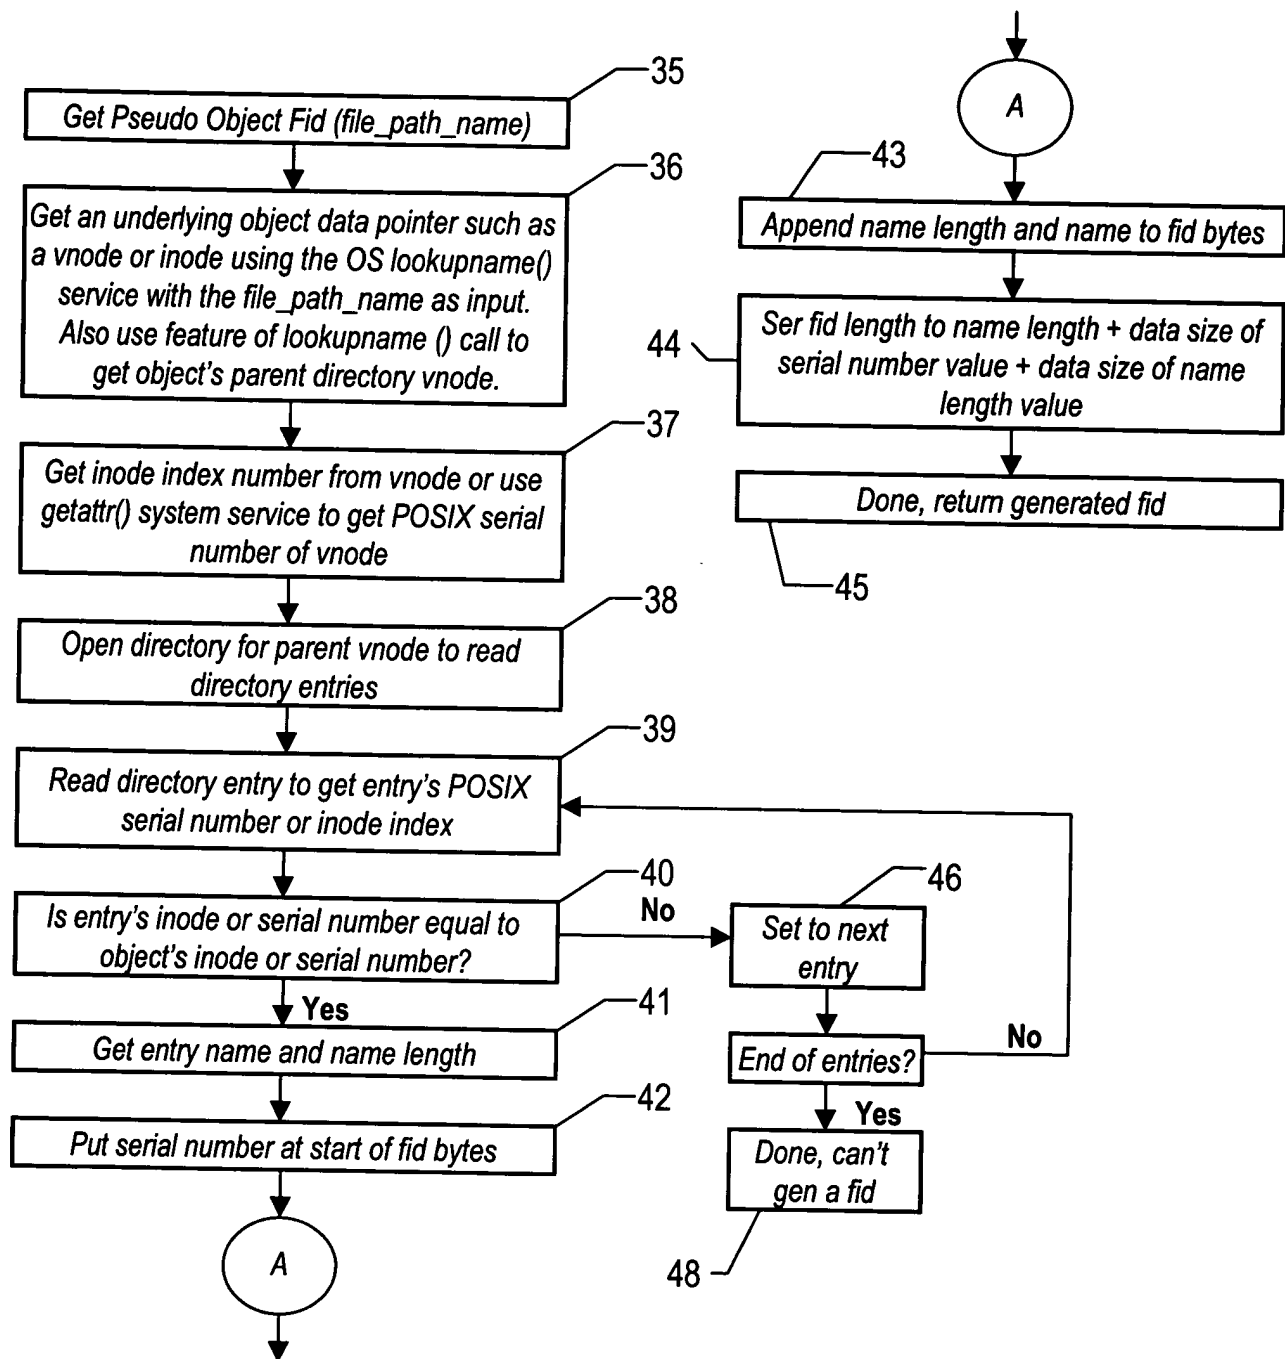 35
Get Pseudo Object Fid (file_path_name)
36
Get an underlying object data pointer such as
a vnode or inode using the OS lookupname()
service with the file_path_name as input.
Also use feature of lookupname () call to
get object's parent directory vnode.
37
Get inode index number from vnode or use
getattr() system service to get POSIX serial
number of vnode
38
Open directory for parent vnode to read
directory entries
39
Read directory entry to get entry's POSIX
serial number or inode index
40
Is entry's inode or serial number equal to
object's inode or serial number?
No
46
Set to next
entry
Yes
41
Get entry name and name length
End of entries?
No
42
Put serial number at start of fid bytes
Yes
Done, can't
gen a fid
48
A
A
43
Append name length and name to fid bytes
44
Ser fid length to name length + data size of
serial number value + data size of name
length value
Done, return generated fid
45